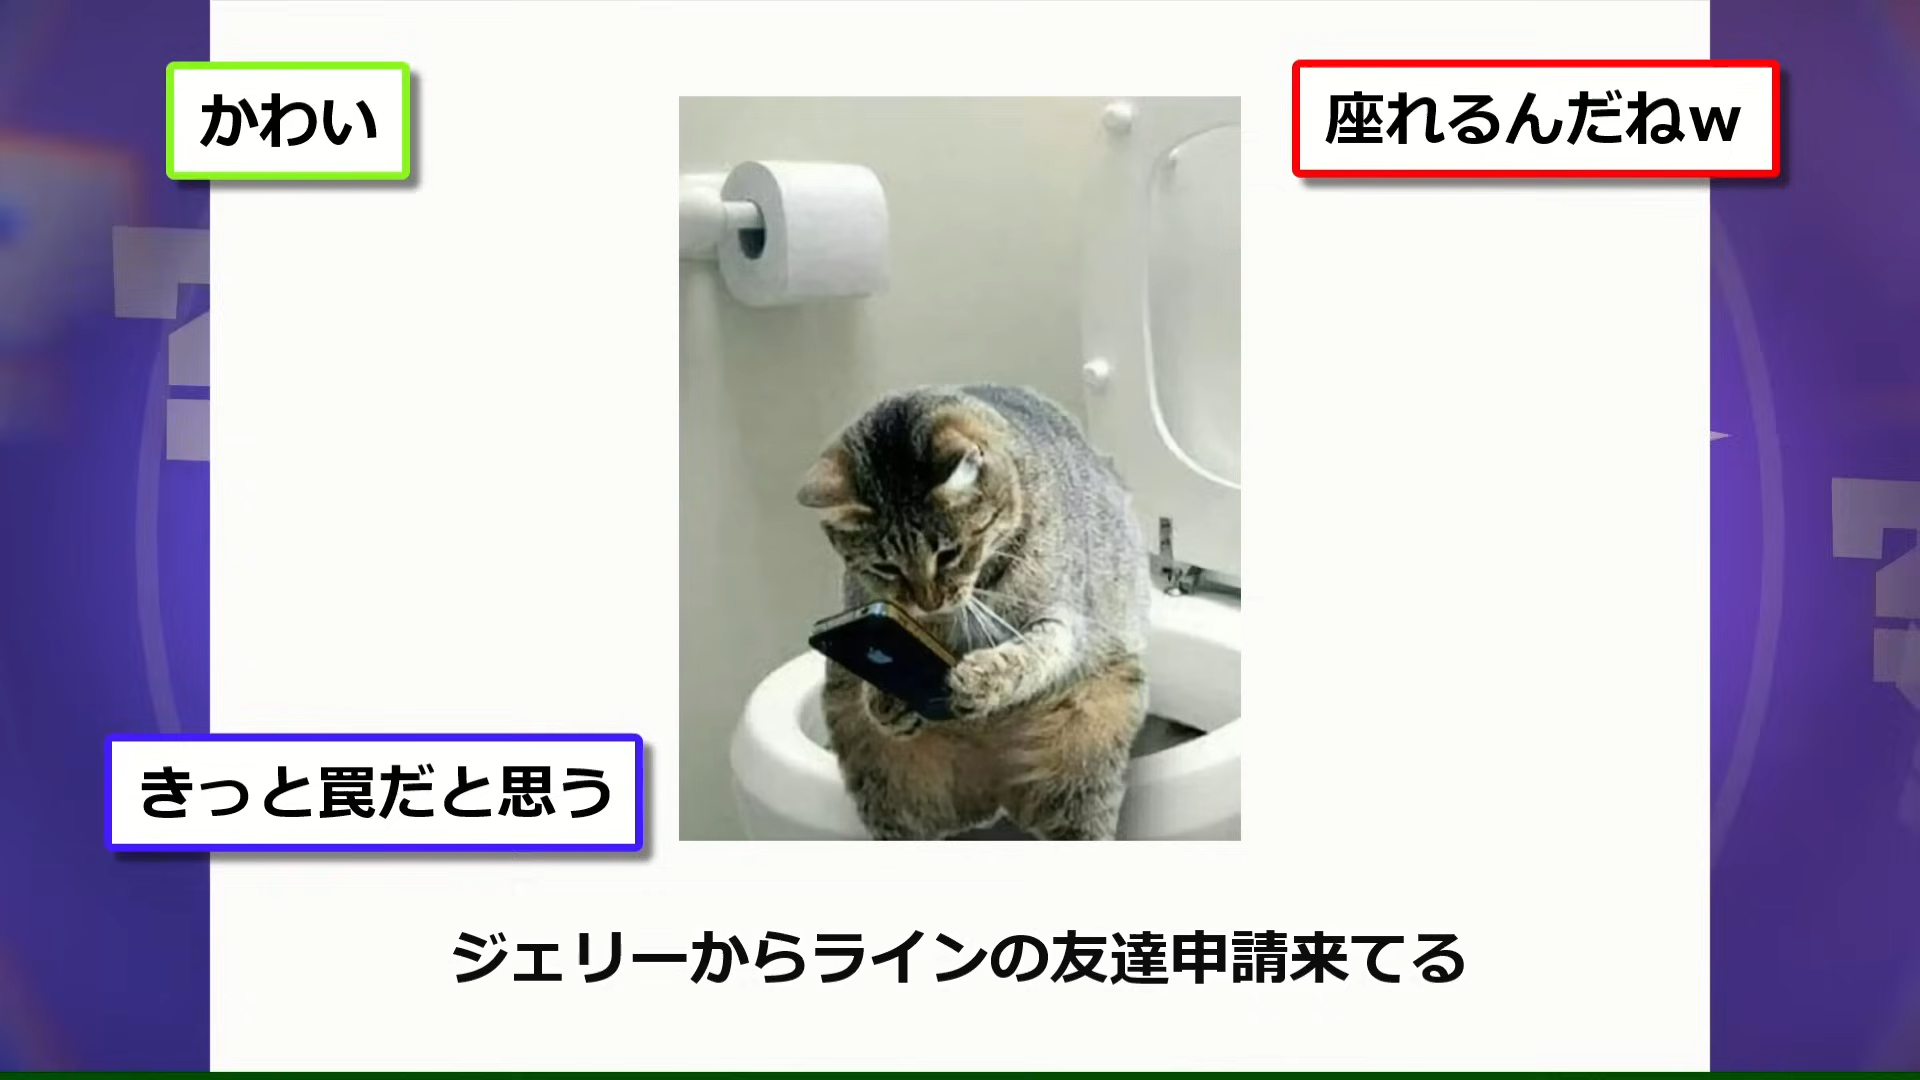 かわい
座れるんだねw
きっと罠だと思う
ジェリーからラインの友達申請来てる